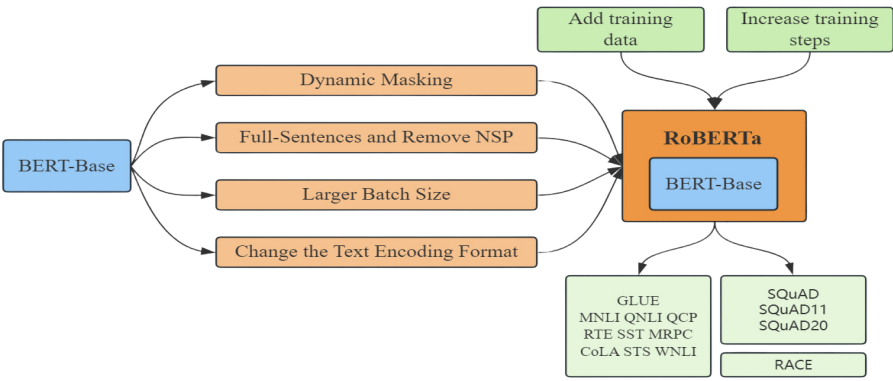 Add training
data
Increase training
steps
Dynamic Masking
Full-Sentences and Remove NSP
BERT-Base
Larger Batch Size
Change the Text Encoding Format
RoBERTa
BERT-Base
GLUE
MNLI QNLI QCP
RTE SST MRPC
CoLA STS WNLI
SQuAD
SQuAD11
SQuAD20
RACE